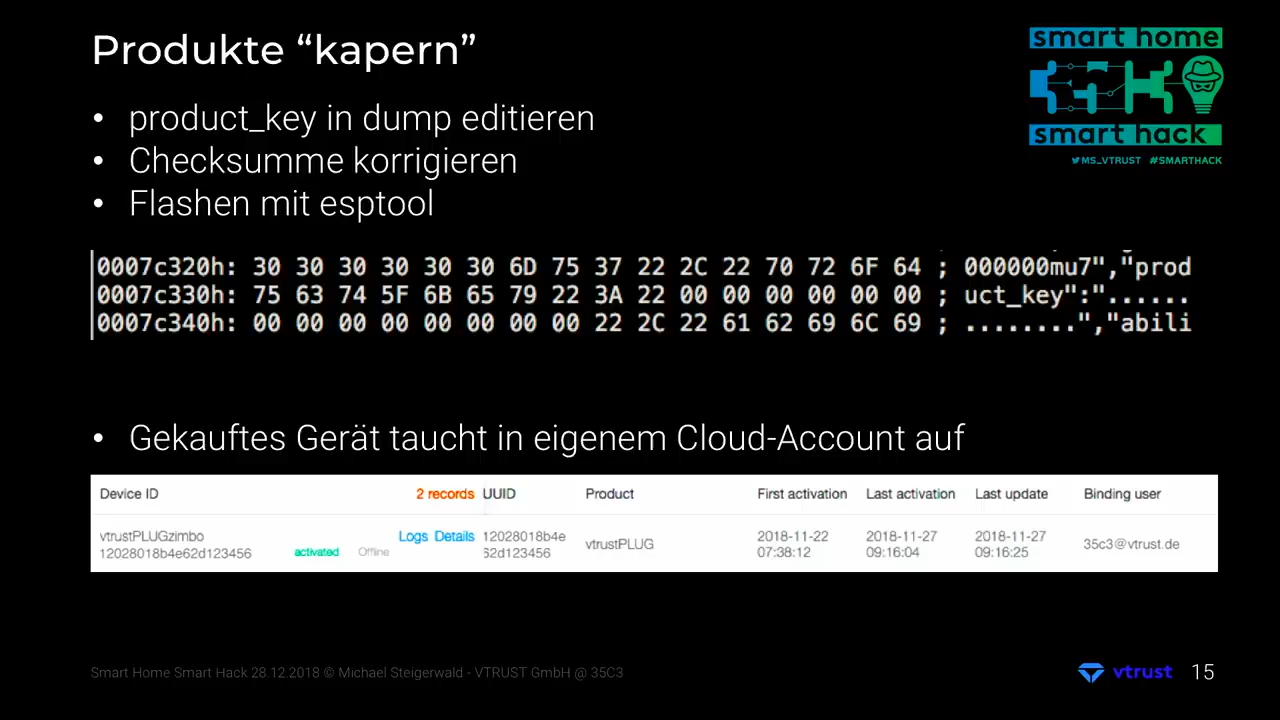 Produkte “kapern”
smart home
smart hack
MS_VTRUST #SMARTHACK
• product_key in dump editieren
• Checksumme korrigieren
• Flashen mit esptool
0007c320h: 30 30 30 30 30 30 6D 75 37 22 2C 22 70 72 6F 64 ; 000000mu7","prod
0007c330h: 75 63 74 5F 6B 65 79 22 3A 22 00 00 00 00 00 00 ; uct_key":"......
0007c340h: 00 00 00 00 00 00 00 00 22 2C 22 61 62 69 6C 69 ; ........","abili
• Gekauftes Gerät taucht in eigenem Cloud-Account auf
Device ID 2 records UUID Product First activation Last activation Last update Binding user
vtrustPLUGzimbo Logs Details 12028018b4e 2018-11-22 2018-11-27 2018-11-27
12028018b4e62d123456 activated Offline 62d123456 vtrustPLUG 07:38:12 09:16:04 09:16:25 35c3@vtrust.de
Smart Home Smart Hack 28.12.2018 © Michael Steigerwald - VTRUST GmbH @ 35C3
vtrust 15